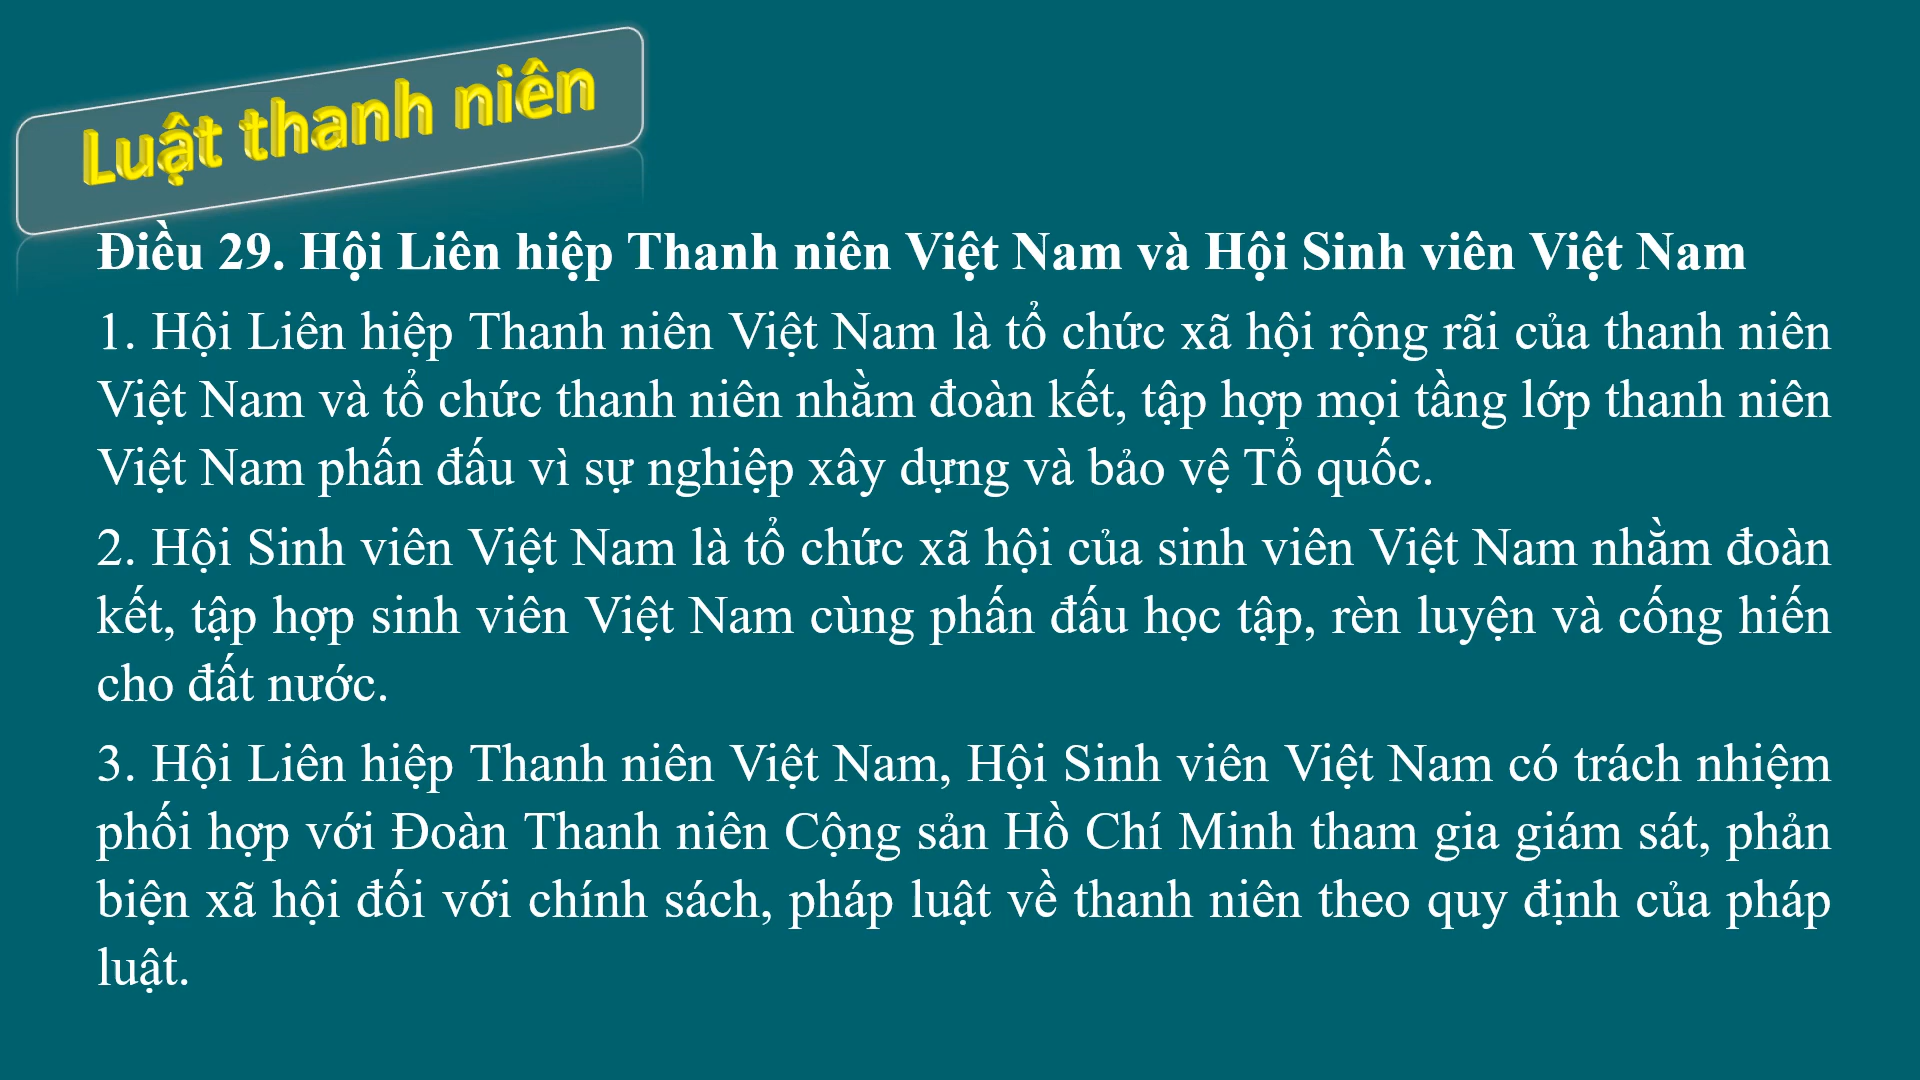 Luật thanh niên
Điều 29. Hội Liên hiệp Thanh niên Việt Nam và Hội Sinh viên Việt Nam
1. Hội Liên hiệp Thanh niên Việt Nam là tổ chức xã hội rộng rãi của thanh niên
Việt Nam và tổ chức thanh niên nhằm đoàn kết, tập hợp mọi tầng lớp thanh niên
Việt Nam phấn đấu vì sự nghiệp xây dựng và bảo vệ Tổ quốc.
2. Hội Sinh viên Việt Nam là tổ chức xã hội của sinh viên Việt Nam nhằm đoàn
kết, tập hợp sinh viên Việt Nam cùng phấn đấu học tập, rèn luyện và cống hiến
cho đất nước.
3. Hội Liên hiệp Thanh niên Việt Nam, Hội Sinh viên Việt Nam có trách nhiệm
phối hợp với Đoàn Thanh niên Cộng sản Hồ Chí Minh tham gia giám sát, phản
biện xã hội đối với chính sách, pháp luật về thanh niên theo quy định của pháp
luật.